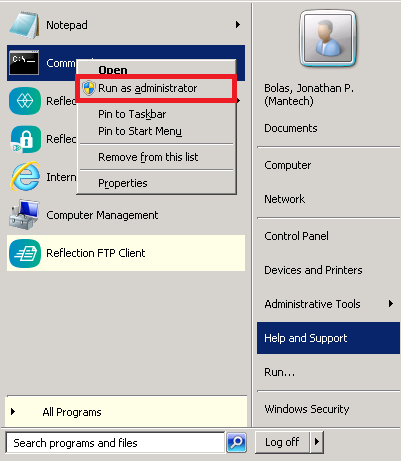 Notepad
C:\.
Comm
Open
Run as administrator
Reflec
Pin to Taskbar
Reflec
Pin to Start Menu
Remove from this list
Intern
Properties
Computer Management
Reflection FTP Client
All Programs
Search programs and files
Bolas, Jonathan P.
(Mantech)
Documents
Computer
Network
Control Panel
Devices and Printers
Administrative Tools
Help and Support
Run...
Windows Security
Log off